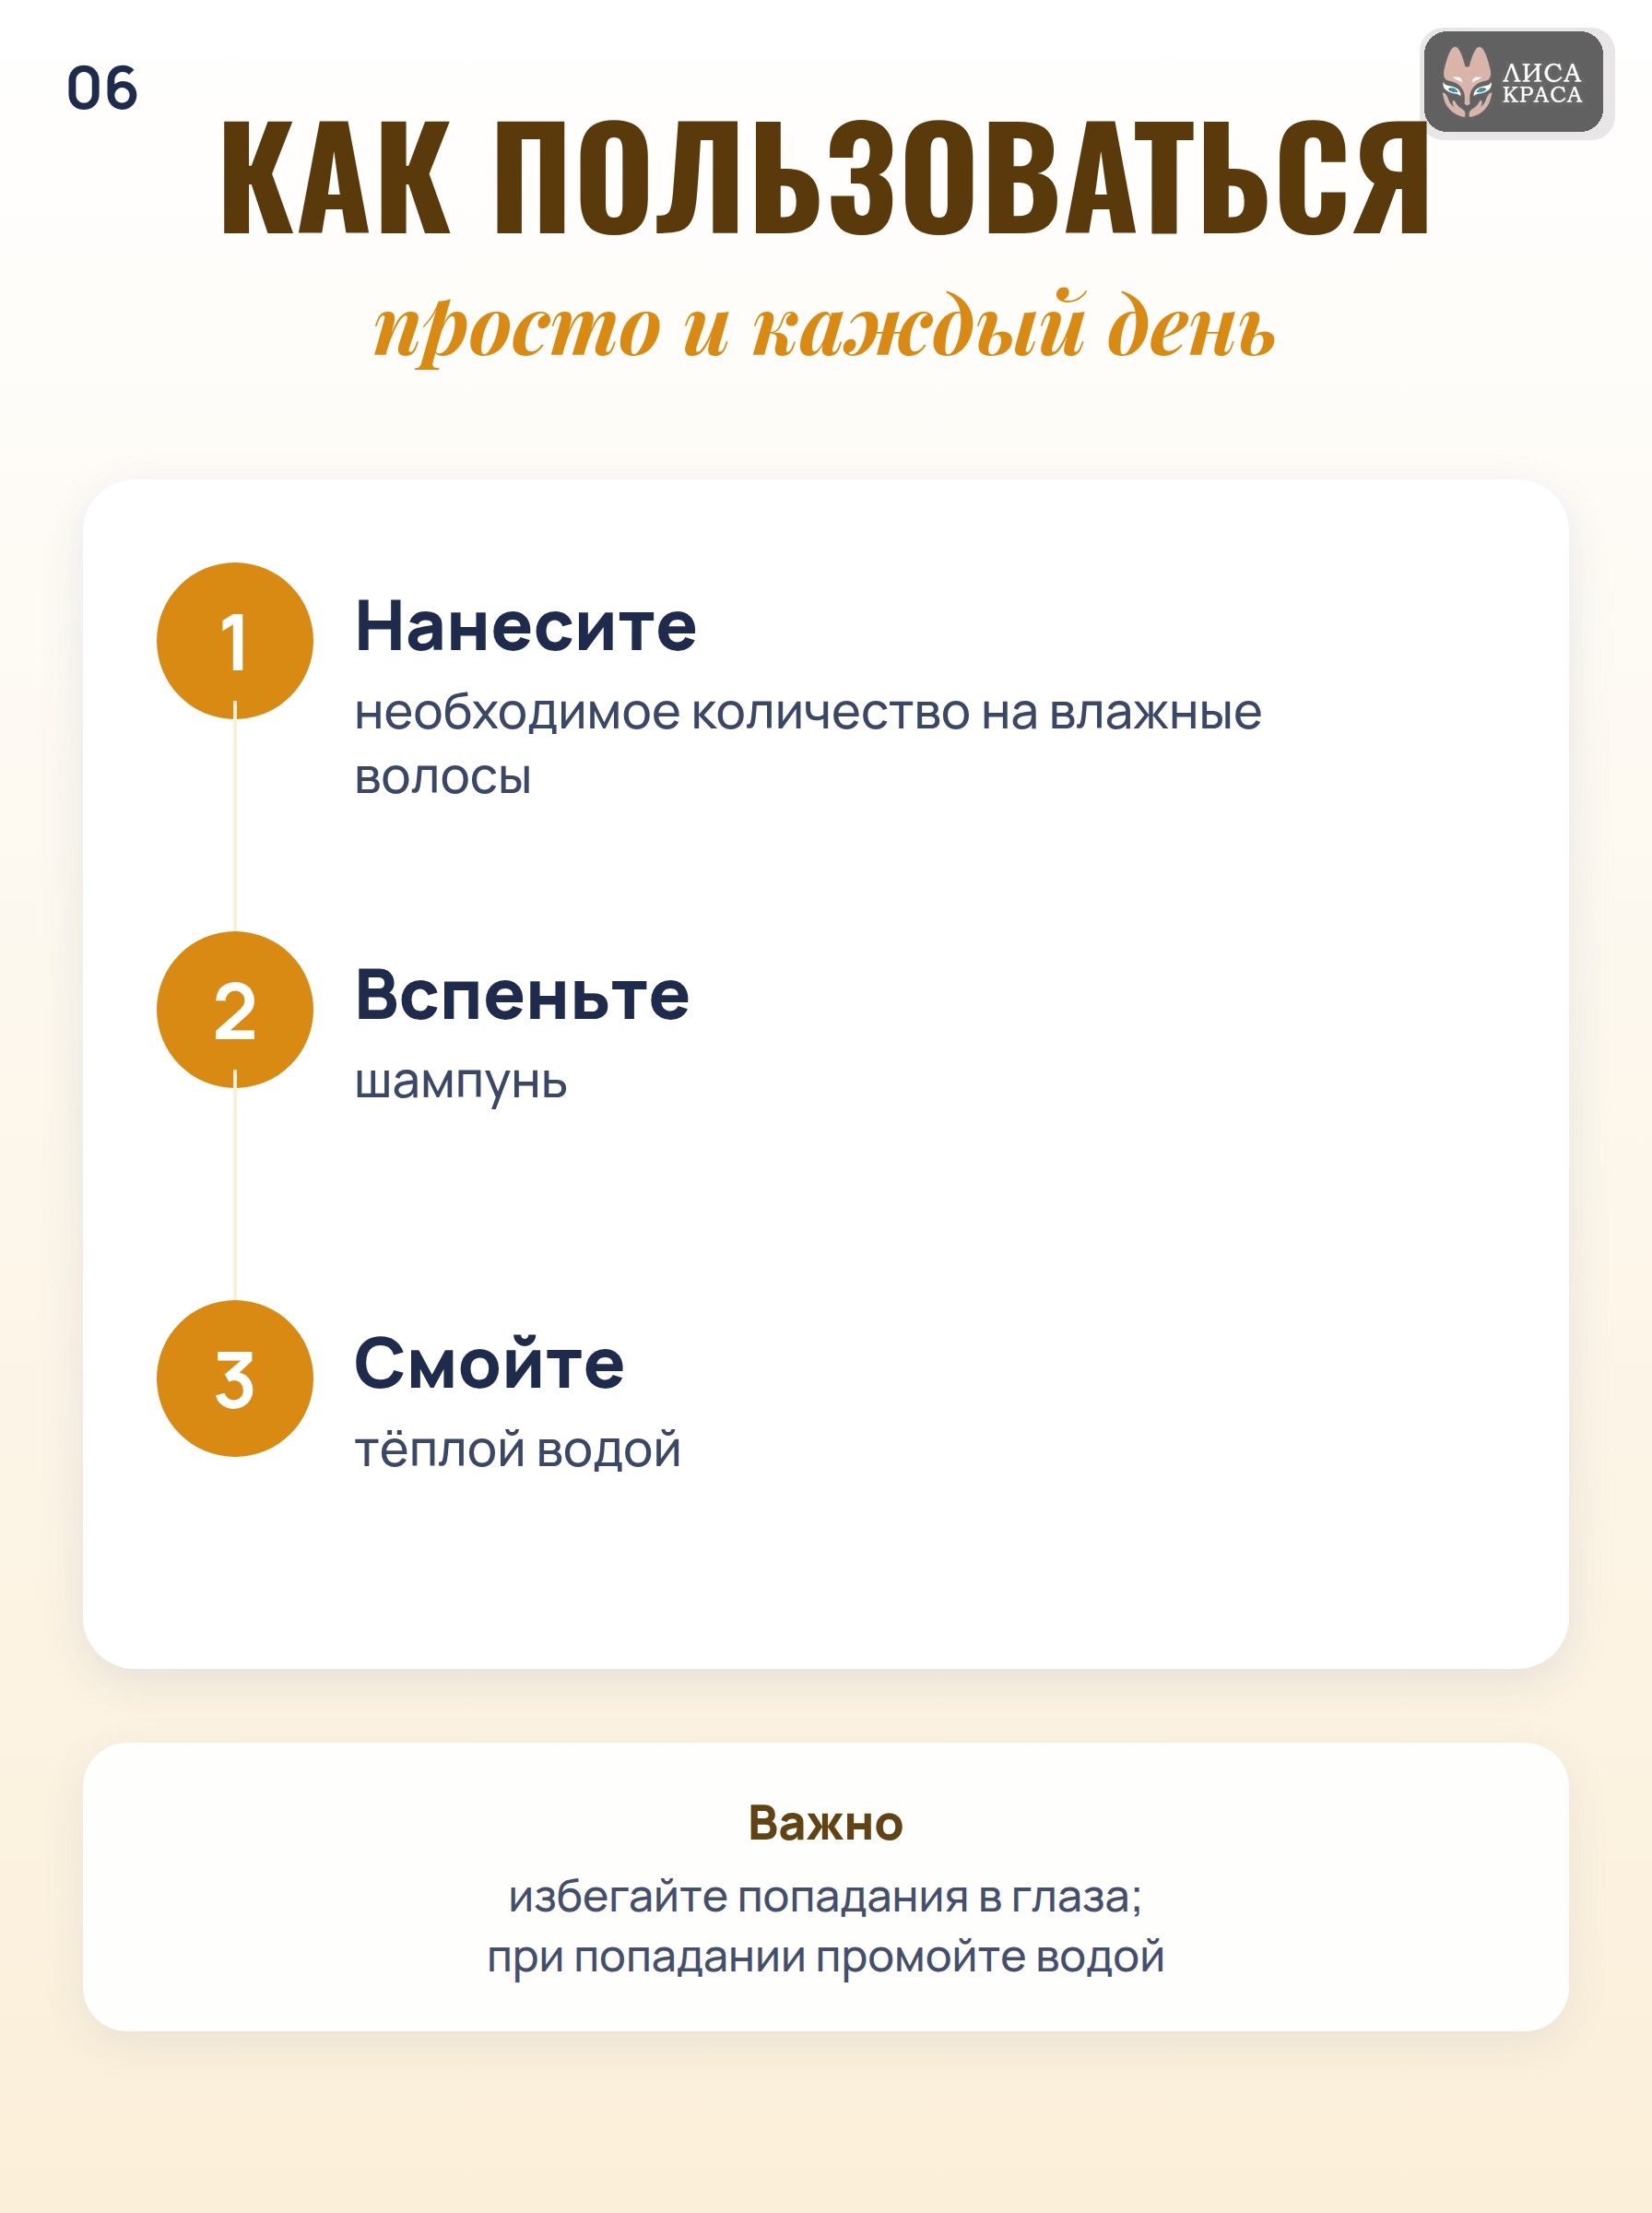 06
ЛИСА
КРАСА
КАК ПОЛЬЗОВАТЬСЯ
просто и каждый день
1
Нанесите
необходимое количество на влажные
волосы
2
Вспеньте
шампунь
3
Смойте
тёплой водой
Важно
избегайте попадания в глаза;
при попадании промойте водой